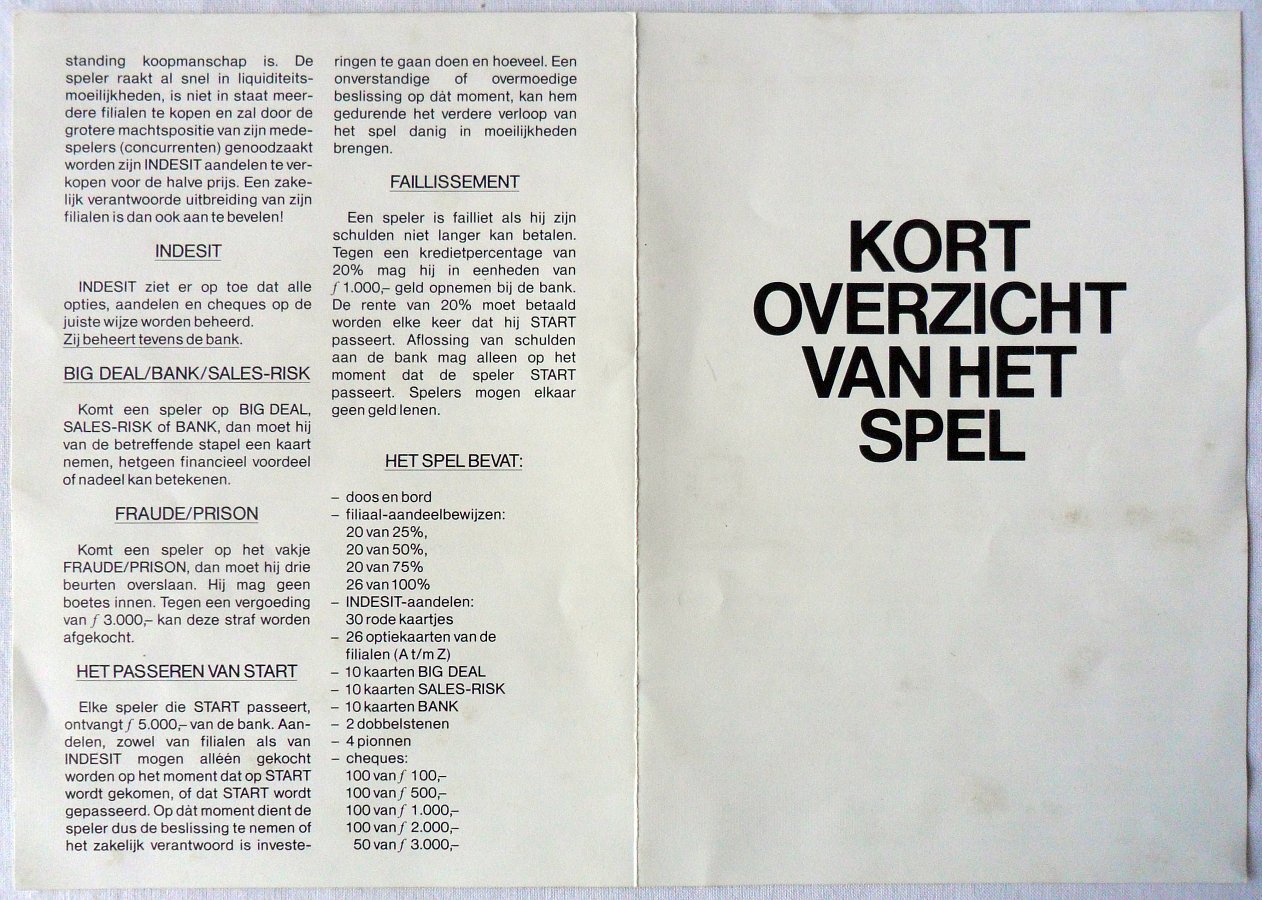 standing koopmanschap is. De
speler raakt al snel in liquiditeits-
moeilijkheden, is niet in staat meer-
dere filialen te kopen en zal door de
grotere machtspositie van zijn mede-
spelers (concurrenten) genoodzaakt
worden zijn INDESIT aandelen te ver-
kopen voor de halve prijs. Een zake-
lijk verantwoorde uitbreiding van zijn
filialen is dan ook aan te bevelen!
INDESIT
INDESIT ziet er op toe dat alle
opties, aandelen en cheques op de
juiste wijze worden beheerd.
Zij beheert tevens de bank.
BIG DEAL/BANK/SALES-RISK
Komt een speler op BIG DEAL,
SALES-RISK of BANK, dan moet hij
van de betreffende stapel een kaart
nemen, hetgeen financieel voordeel
of nadeel kan betekenen.
FRAUDE/PRISON
Komt een speler op het vakje
FRAUDE/PRISON, dan moet hij drie
beurten overslaan. Hij mag geen
boetes innen. Tegen een vergoeding
van ƒ 3.000,– kan deze straf worden
afgekocht.
HET PASSEREN VAN START
Elke speler die START passeert,
ontvangt ƒ 5.000,– van de bank. Aan-
delen, zowel van filialen als van
INDESIT mogen alléén gekocht
worden op het moment dat op START
wordt gekomen, of dat START wordt
gepasseerd. Op dàt moment dient de
speler dus de beslissing te nemen of
het zakelijk verantwoord is investe-
ringen te gaan doen en hoeveel. Een
onverstandige of overmoedige
beslissing op dàt moment, kan hem
gedurende het verdere verloop van
het spel danig in moeilijkheden
brengen.
FAILLISSEMENT
Een speler is failliet als hij zijn
schulden niet langer kan betalen.
Tegen een kredietpercentage van
20% mag hij in eenheden van
ƒ 1.000,– geld opnemen bij de bank.
De rente van 20% moet betaald
worden elke keer dat hij START
passeert. Aflossing van schulden
aan de bank mag alleen op het
moment dat de speler START
passeert. Spelers mogen elkaar
geen geld lenen.
HET SPEL BEVAT:
– doos en bord
– filiaal-aandeelbewijzen:
20 van 25%,
20 van 50%,
20 van 75%
26 van 100%
– INDESIT-aandelen:
30 rode kaartjes
– 26 optiekaarten van de
filialen (A t/m Z)
– 10 kaarten BIG DEAL
– 10 kaarten SALES-RISK
– 10 kaarten BANK
– 2 dobbelstenen
– 4 pionnen
– cheques:
100 van ƒ 100,–
100 van ƒ 500,–
100 van ƒ 1.000,–
100 van ƒ 2.000,–
50 van ƒ 3.000,–
KORT
OVERZICHT
VAN HET
SPEL